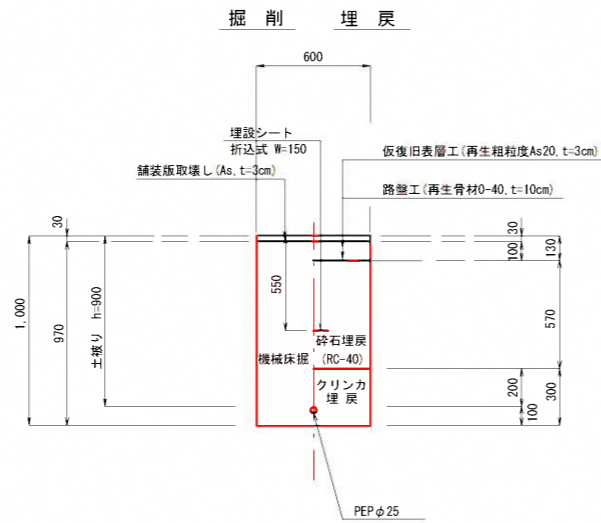 掘 削　埋 戻
600
埋設シート
折込式 W=150
仮復旧表層工(再生粗粒度As20,t=3cm)
舗装版取壊し(As,t=3cm)
路盤工(再生骨材0-40,t=10cm)
30
1,000
970
土被り h=900
550
30
100
130
570
砕石埋戻
(RC-40)
機械床掘
クリンカ
埋 戻
200
300
100
PEPφ25